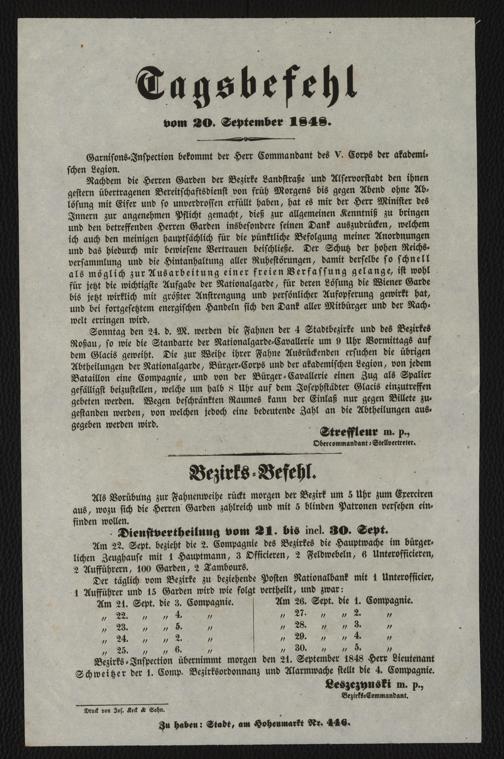 Tagsbefehl
vom 20. September 1848.
Garnisons-Inspection bekommt der Herr Commandant des V. Corps der akademi-
schen Legion.
Nachdem die Herren Garden der Bezirke Landstraße und Alservorstadt den ihnen
gestern übertragenen Bereitschaftsdienst von früh Morgens bis gegen Abend ohne Ab-
lösung mit Eifer und so unverdrossen erfüllt haben, hat es mir der Herr Minister des
Innern zur angenehmen Pflicht gemacht, dieß zur allgemeinen Kenntniß zu bringen
und den betreffenden Herren Garden insbesondere seinen Dank auszudrücken, welchem
ich auch den meinigen hauptsächlich für die pünktliche Befolgung meiner Anordnungen
und das hiedurch mir bewiesene Vertrauen beischließe. Der Schutz der hohen Reichs-
versammlung und die Hintanhaltung aller Ruhestörungen, damit derselbe so schnell
als möglich zur Ausarbeitung einer freien Verfassung gelange, ist wohl
für jetzt die wichtigste Aufgabe der Nationalgarde, für deren Lösung die Wiener Garde
bis jetzt wirklich mit größter Anstrengung und persönlicher Aufopferung gewirkt hat,
und bei fortgesetztem energischen Handeln sich den Dank aller Mitbürger und der Nach-
welt erringen wird.
Sonntag den 24. d. M. werden die Fahnen der 4 Stadtbezirke und des Bezirkes
Roßau, so wie die Standarte der Nationalgarde-Cavallerie um 9 Uhr Vormittags auf
dem Glacis geweiht. Die zur Weihe ihrer Fahne Ausrückenden ersuchen die übrigen
Abtheilungen der Nationalgarde, Bürger-Corps und der akademischen Legion, von jedem
Bataillon eine Compagnie, und von der Bürger-Cavallerie einen Zug als Spalier
gefälligst beizustellen, welche um halb 8 Uhr auf dem Josephstädter Glacis einzutreffen
gebeten werden. Wegen beschränkten Raumes kann der Einlaß nur gegen Billete zu-
gestanden werden, von welchen jedoch eine bedeutende Zahl an die Abtheilungen aus-
gegeben werden wird.
Streffleur m. p.,
Obercommandant-Stellvertreter.
Bezirks-Befehl.
Als Vorübung zur Fahnenweihe rückt morgen der Bezirk um 5 Uhr zum Exerciren
aus, wozu sich die Herren Garden zahlreich und mit 5 blinden Patronen versehen ein-
finden wollen.
Dienstvertheilung vom 21. bis incl. 30. Sept.
Am 22. Sept. bezieht die 2. Compagnie des Bezirkes die Hauptwache im bürger-
lichen Zeughause mit 1 Hauptmann, 3 Officieren, 2 Feldwebeln, 6 Unterofficieren,
2 Aufführern, 100 Garden, 2 Tambours.
Der täglich vom Bezirke zu beziehende Posten Nationalbank mit 1 Unterofficier,
1 Aufführer und 15 Garden wird wie folgt vertheilt, und zwar:
Am 21. Sept. die 3. Compagnie.
„ 22. „ „ 4. „
„ 23. „ „ 5. „
„ 24. „ „ 2. „
„ 25. „ „ 6. „
Am 26. Sept. die 1. Compagnie.
„ 27. „ „ 2. „
„ 28. „ „ 3. „
„ 29. „ „ 4. „
„ 30. „ „ 5. „
Bezirks-Inspection übernimmt morgen den 21. September 1848 Herr Lieutenant
Schweitzer der 1. Comp. Bezirksordonnanz und Alarmwache stellt die 4. Compagnie.
Leszczynski m. p.,
Bezirks-Commandant.
Druck von Jos. Keck & Sohn.
Zu haben: Stadt, am Hohenmarkt Nr. 446.